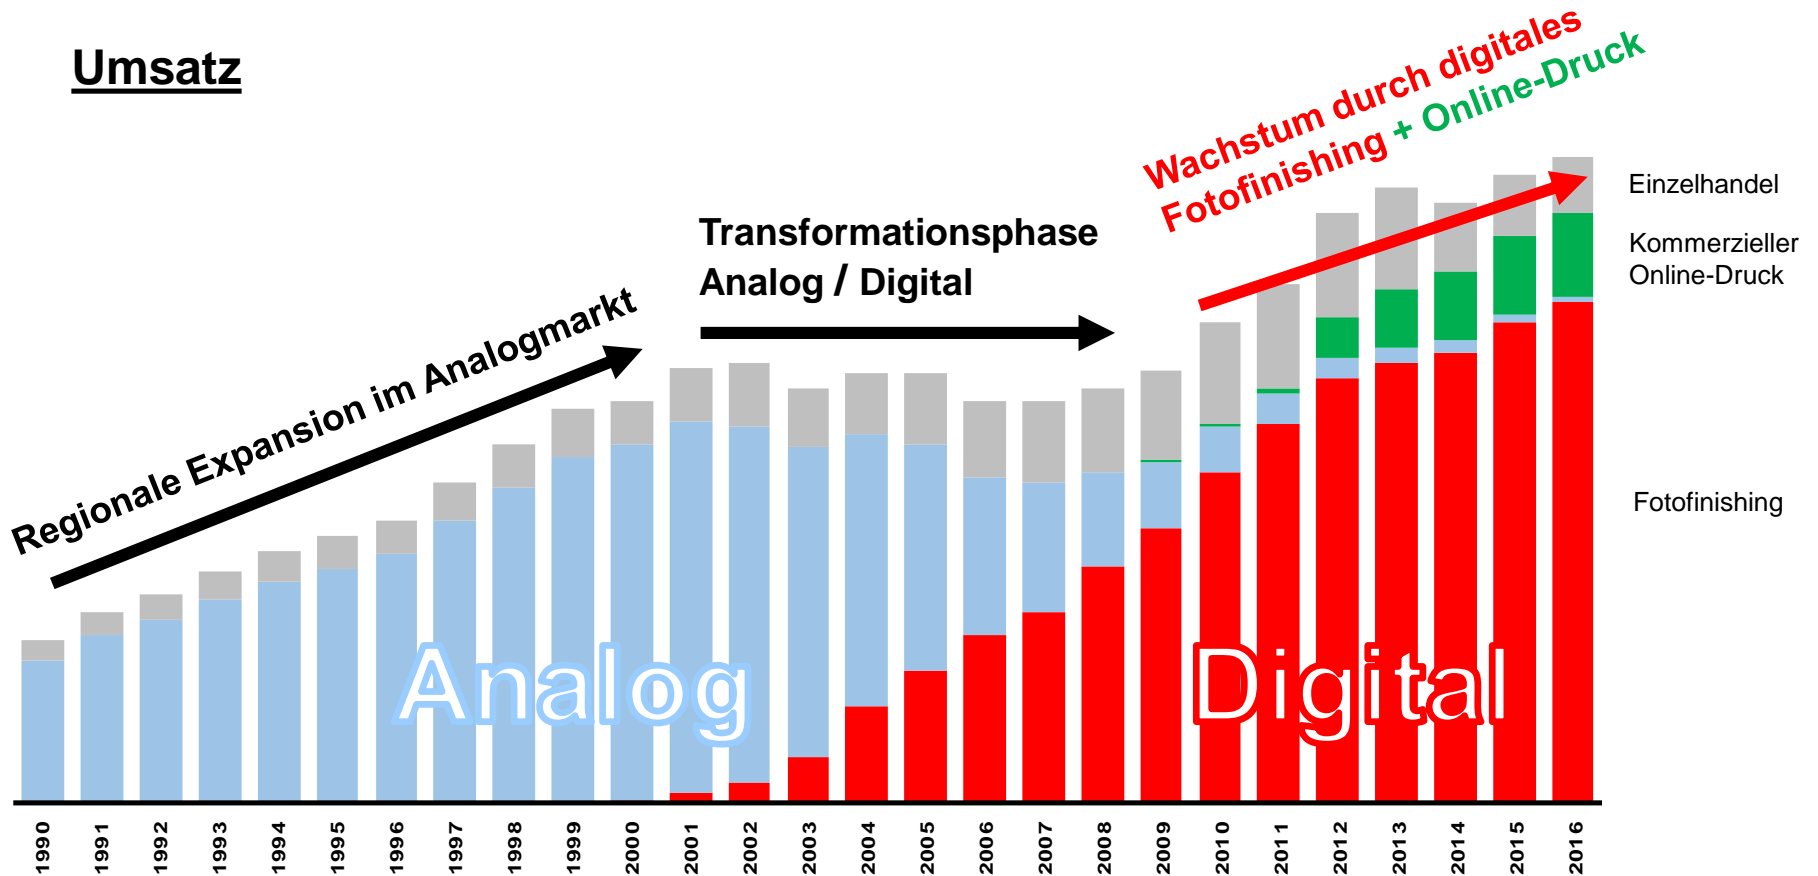 Umsatz
Wachstum durch digitales
Fotofinishing + Online-Druck
Einzelhandel
Kommerzieller
Online-Druck
Transformationsphase
Analog / Digital
Regionale Expansion im Analogmarkt
Fotofinishing
Analog
Digital
1990
1991
1992
1993
1994
1995
1996
1997
1998
1999
2000
2001
2002
2003
2004
2005
2006
2007
2008
2009
2010
2011
2012
2013
2014
2015
2016